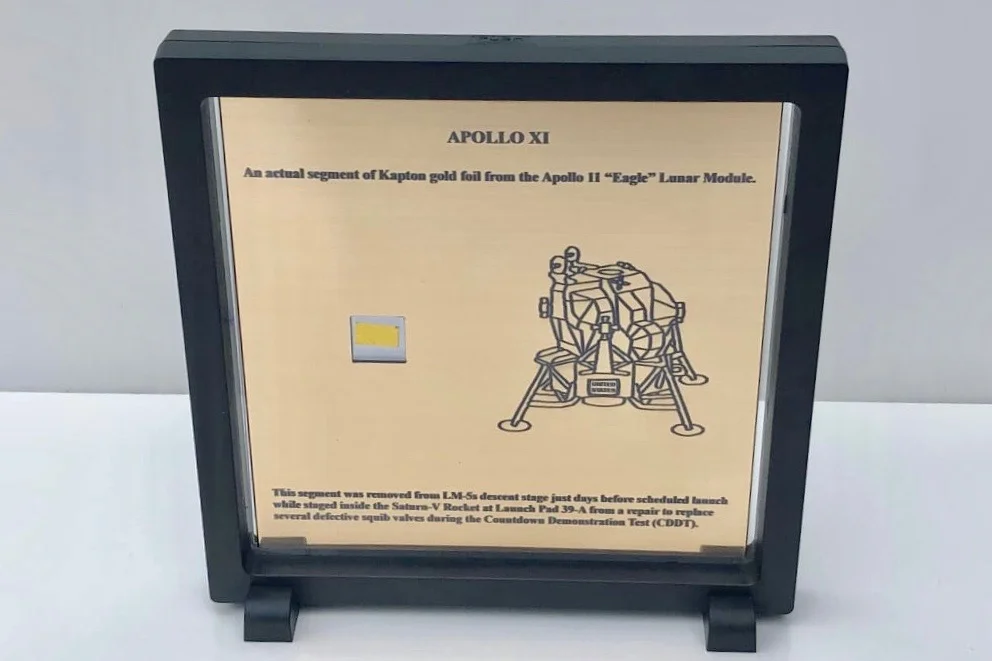 APOLLO XI
An actual segment of Kapton gold foil from the Apollo 11 “Eagle” Lunar Module.
UNITED
STATES
This segment was removed from LM-5s descent stage just days before scheduled launch
while staged inside the Saturn-V Rocket at Launch Pad 39-A from a repair to replace
several defective squib valves during the Countdown Demonstration Test (CDDT).